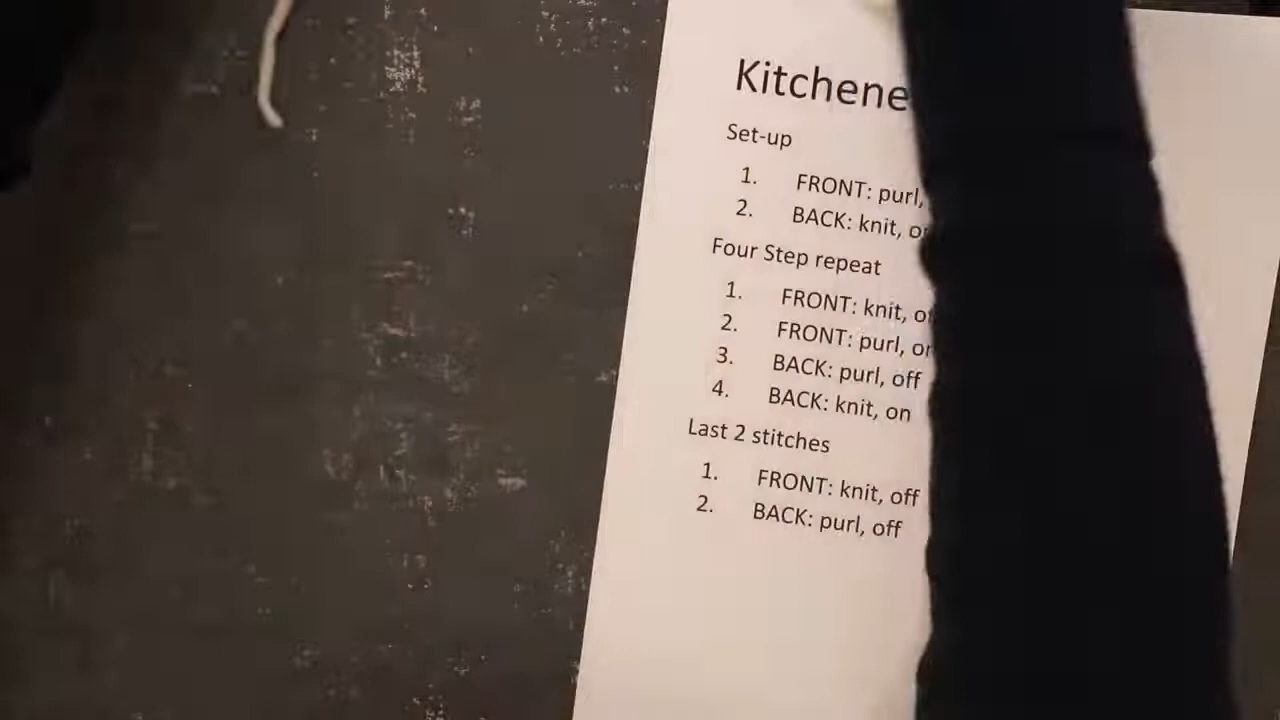 Kitchene
Set-up
1. FRONT: purl,
2. BACK: knit, o
Four Step repeat
1. FRONT: knit, o
2. FRONT: purl, on
3. BACK: purl, off
4. BACK: knit, on
Last 2 stitches
1. FRONT: knit, off
2. BACK: purl, off